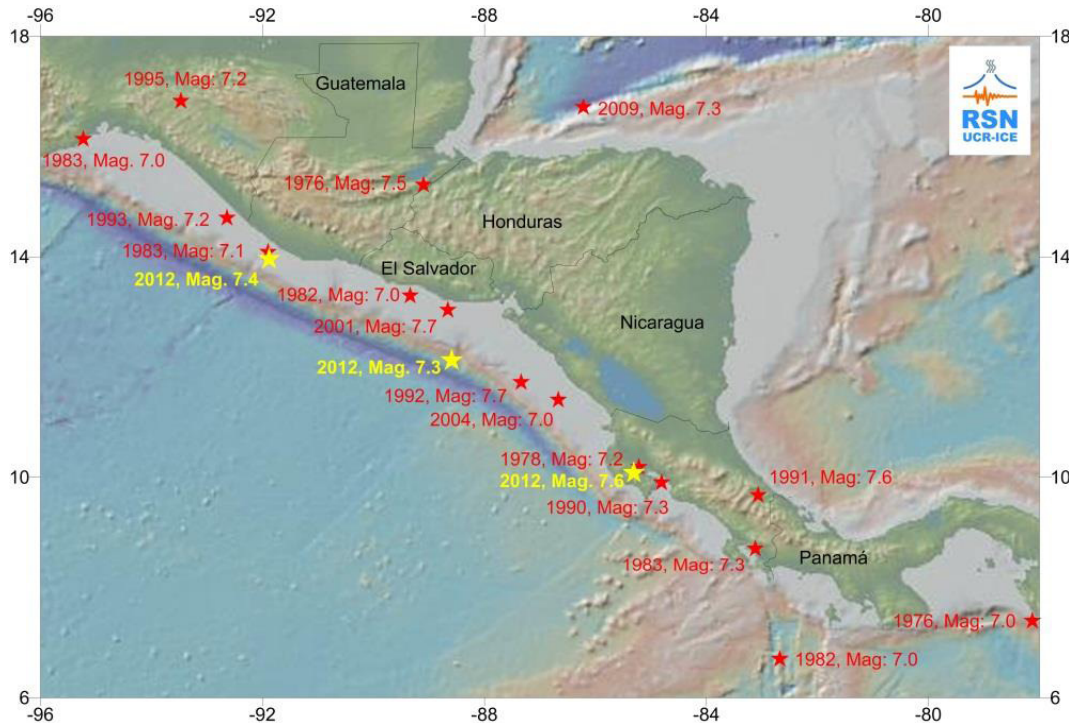 -96 -92 -88 -84 -80
18 18
1995, Mag: 7.2
Guatemala
2009, Mag. 7.3
RSN
UCR-ICE
1983, Mag. 7.0
1976, Mag: 7.5
1993, Mag. 7.2
Honduras
1983, Mag: 7.1
14 14
El Salvador
2012, Mag. 7.4
1982, Mag: 7.0
2001, Mag: 7.7
Nicaragua
2012, Mag. 7.3
1992, Mag: 7.7
2004, Mag: 7.0
1978, Mag: 7.2
10 10
2012, Mag. 7.6
1991, Mag: 7.6
1990, Mag: 7.3
1983, Mag: 7.3
Panamá
1976, Mag: 7.0
1982, Mag: 7.0
6 6
-96 -92 -88 -84 -80